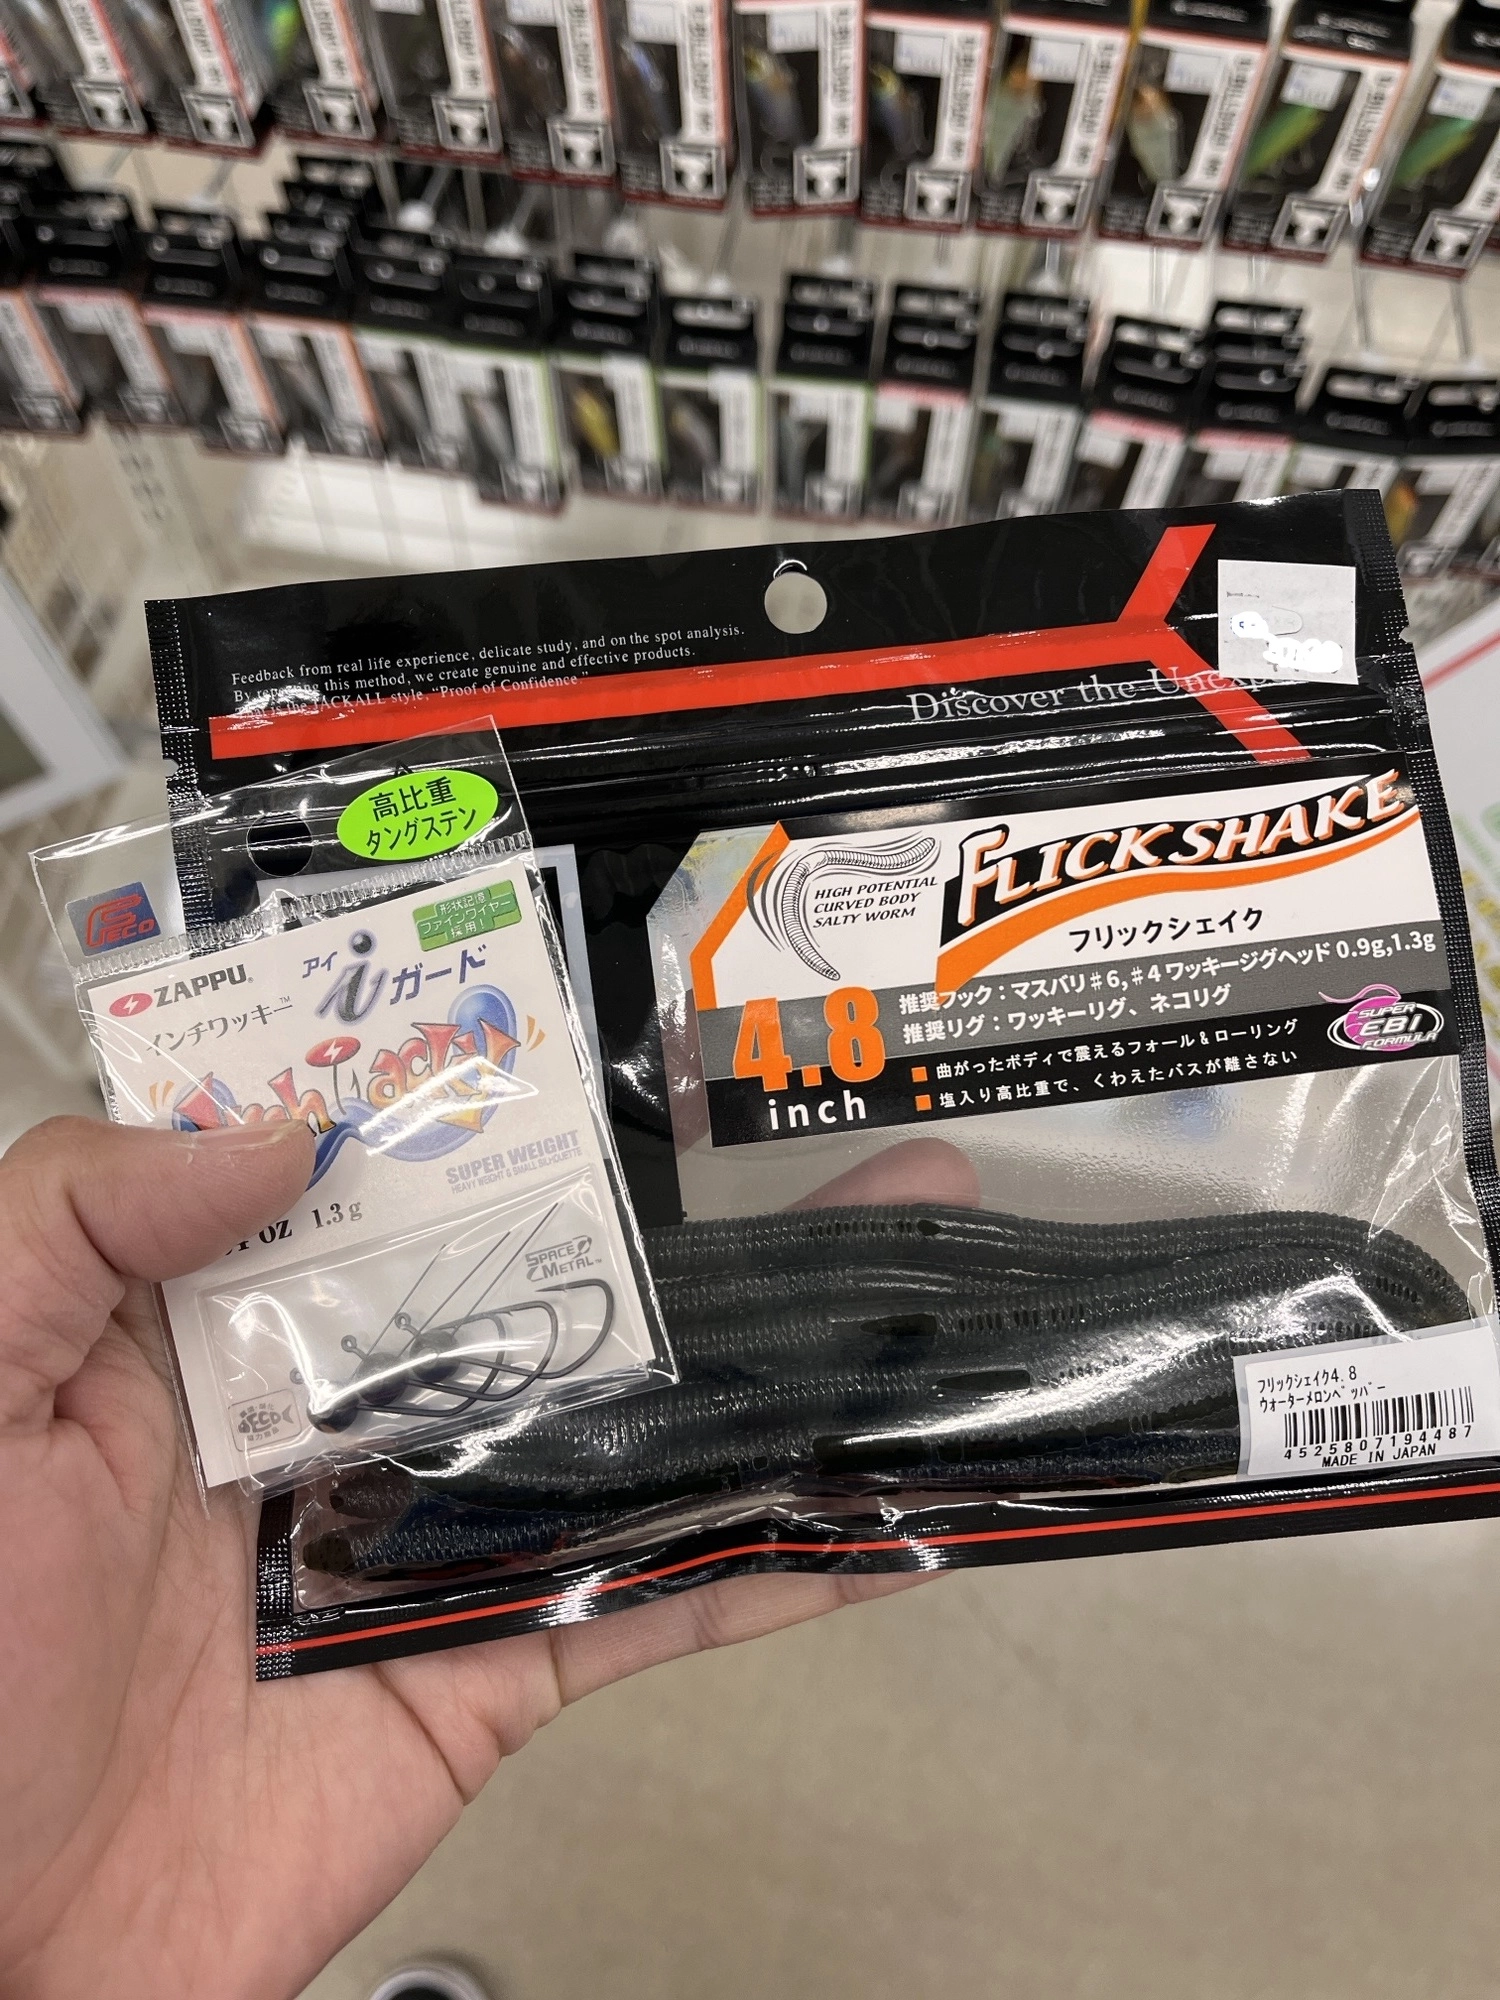 Feedback from real life experience, delicate study, and on the spot analysis.
By repeating this method, we create genuine and effective products.
is the JACKALL style, "Proof of Confidence."
Discover the
高比重
タングステン
FECO
形状記憶
ファインワイヤー
採用！
ZAPPU
インチワッキー™
アイ i ガード
SUPER WEIGHT
HEAVY WEIGHT & SMALL SILHOUETTE
oz 1.3g
SPACE METAL™
HIGH POTENTIAL
CURVED BODY
SALTY WORM
FLICK SHAKE
フリックシェイク
4.8
inch
推奨フック：マスバリ♯6,♯4 ワッキージグヘッド 0.9g,1.3g
推奨リグ：ワッキーリグ、ネコリグ
■ 曲がったボディで震えるフォール＆ローリング
■ 塩入り高比重で、くわえたバスが離さない
SUPER
EBI
FORMULA
フリックシェイク4.8
ウォーターメロンペッパー
4525807194487
MADE IN JAPAN